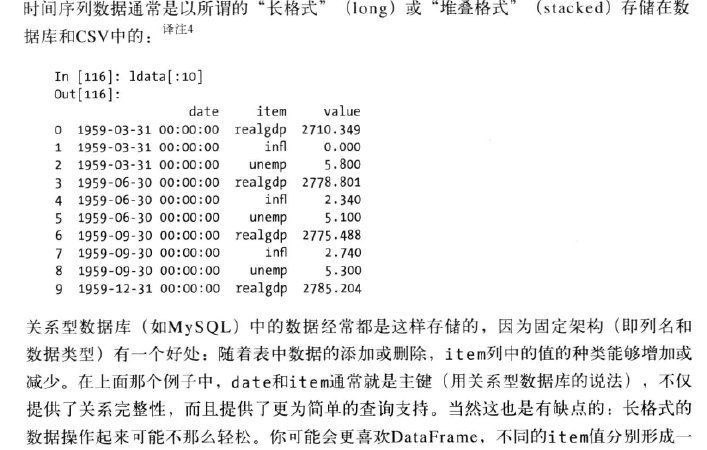 时间序列数据通常是以所谓的“长格式”（long）或“堆叠格式”（stacked）存储在数
据库和CSV中的：译注4
In [116]: ldata[:10]
Out[116]:
date item value
0 1959-03-31 00:00:00 realgdp 2710.349
1 1959-03-31 00:00:00 infl 0.000
2 1959-03-31 00:00:00 unemp 5.800
3 1959-06-30 00:00:00 realgdp 2778.801
4 1959-06-30 00:00:00 infl 2.340
5 1959-06-30 00:00:00 unemp 5.100
6 1959-09-30 00:00:00 realgdp 2775.488
7 1959-09-30 00:00:00 infl 2.740
8 1959-09-30 00:00:00 unemp 5.300
9 1959-12-31 00:00:00 realgdp 2785.204
关系型数据库（如MySQL）中的数据经常都是这样存储的，因为固定架构（即列名和
数据类型）有一个好处：随着表中数据的添加或删除，item列中的值的种类能够增加或
减少。在上面那个例子中，date和item通常就是主键（用关系型数据库的说法），不仅
提供了关系完整性，而且提供了更为简单的查询支持。当然这也是有缺点的：长格式的
数据操作起来可能不那么轻松。你可能会更喜欢DataFrame，不同的item值分别形成一